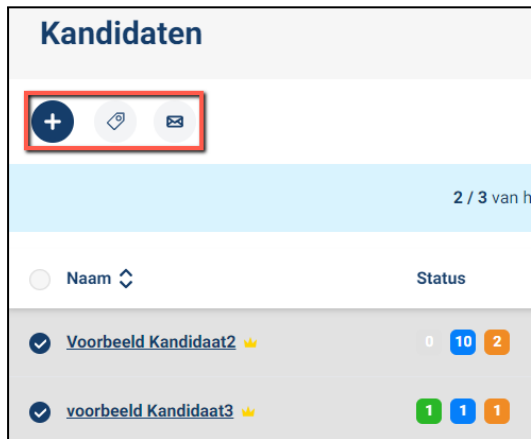 Kandidaten
2 / 3 van h
Naam Status
Voorbeeld Kandidaat2 0 10 2
voorbeeld Kandidaat3 1 1 1